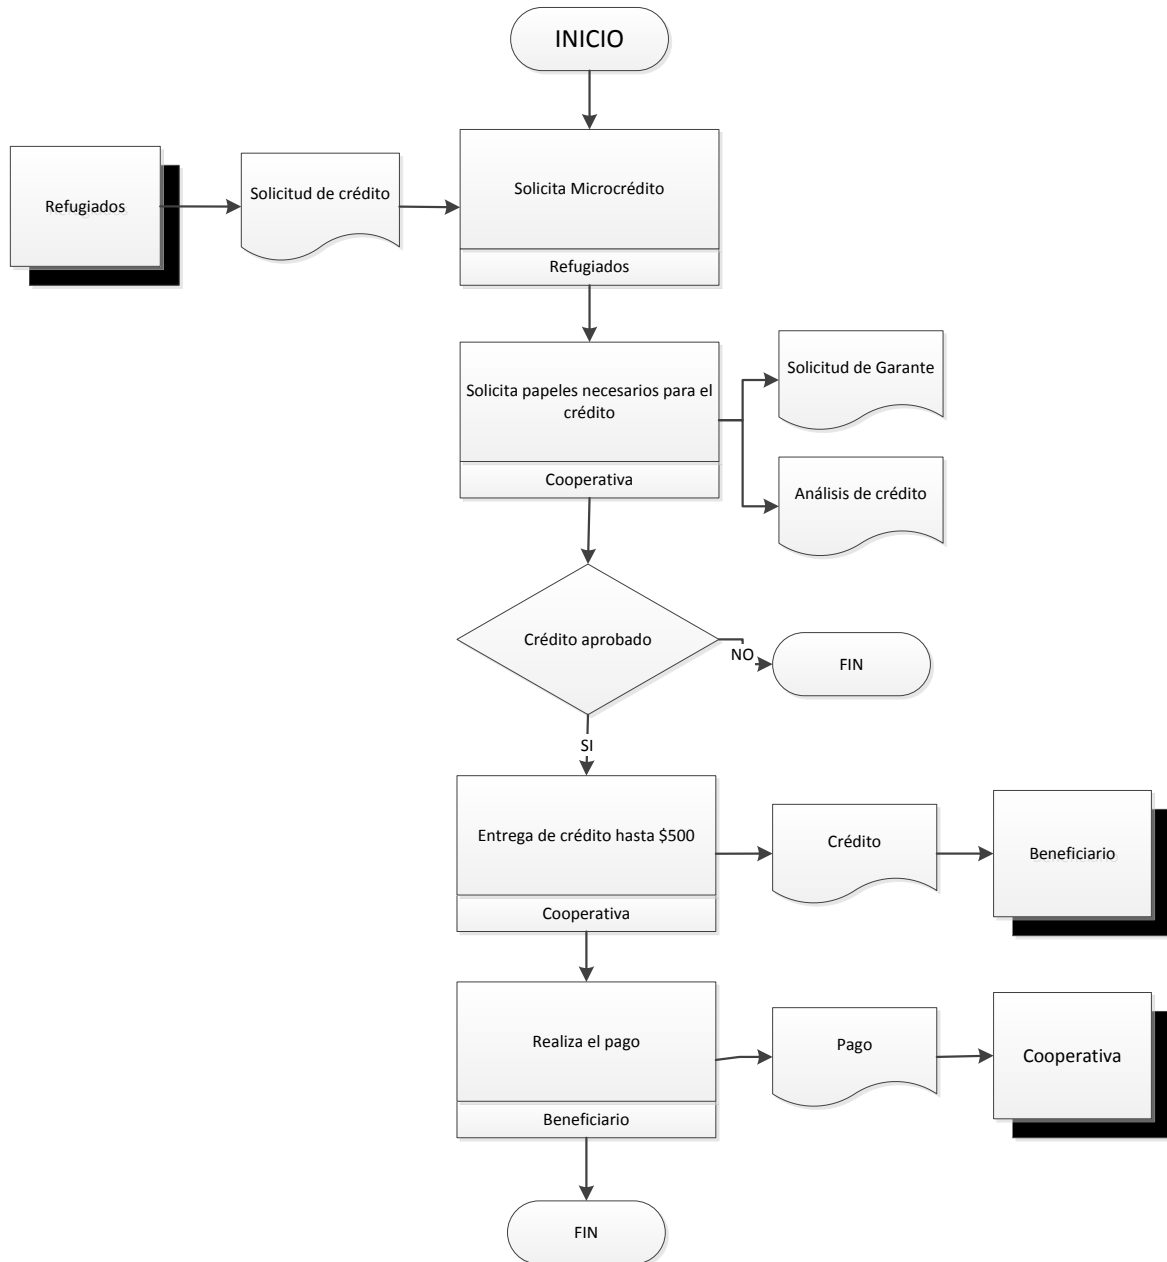 INICIO
Refugiados
Solicitud de crédito
Solicita Microcrédito
Refugiados
Solicita papeles necesarios para el
crédito
Cooperativa
Solicitud de Garante
Análisis de crédito
Crédito aprobado
NO
FIN
SI
Entrega de crédito hasta $500
Cooperativa
Crédito
Beneficiario
Realiza el pago
Beneficiario
Pago
Cooperativa
FIN